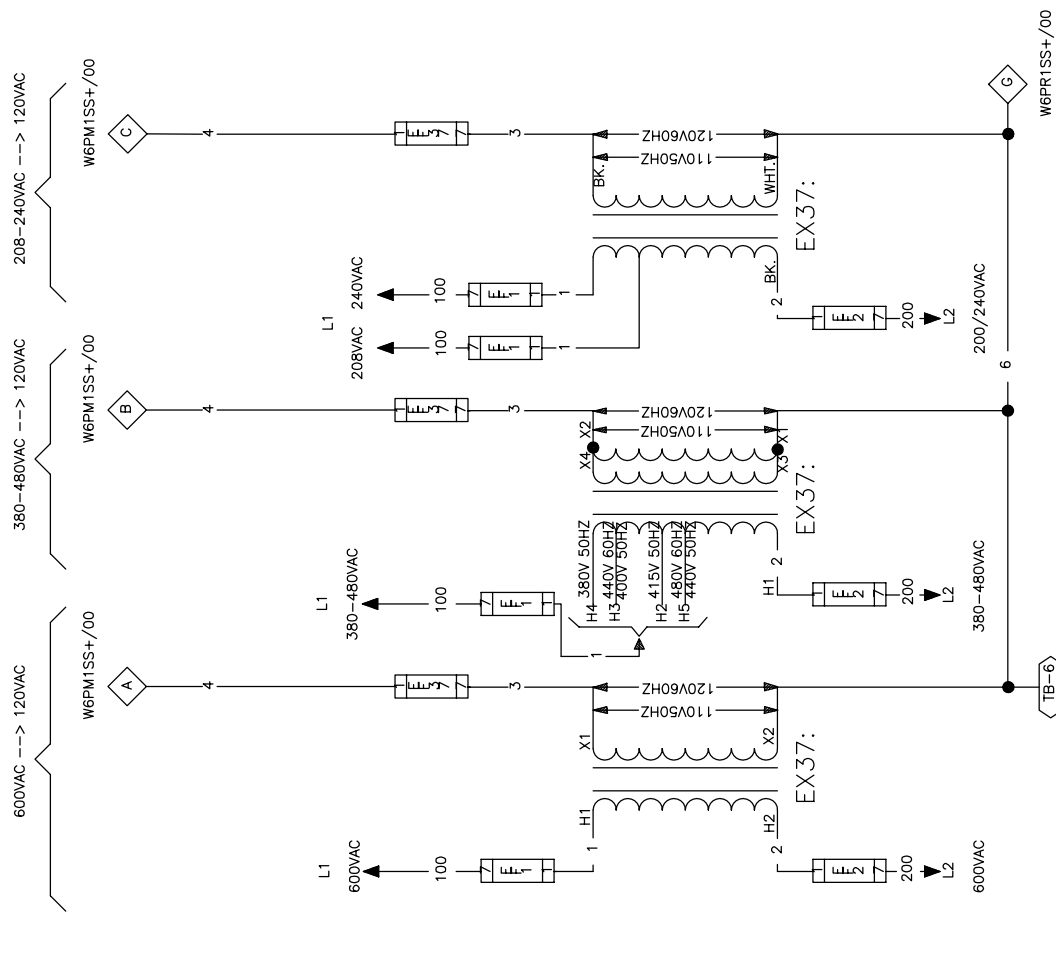 208-240VAC ---> 120VAC
W6PM1SS+/00
C
4
3
120V60HZ
110V50HZ
BK.
WHT.
EX37:
BK.
L1
240VAC
100
1
208VAC
100
1
2
200
L2
200/240VAC
G
W6PR1SS+/00
6
380-480VAC ---> 120VAC
W6PM1SS+/00
B
4
3
120V60HZ
110V50HZ
X2
X4
X1
X3
EX37:
380V 50HZ
440V 60HZ
400V 50HZ
415V 50HZ
480V 60HZ
440V 50HZ
H4
H3
H2
H5
H1
L1
380-480VAC
100
1
2
200
L2
380-480VAC
600VAC ---> 120VAC
W6PM1SS+/00
A
4
3
120V60HZ
110V50HZ
X1
X2
EX37:
H1
H2
L1
600VAC
100
1
2
200
L2
600VAC
TB-6